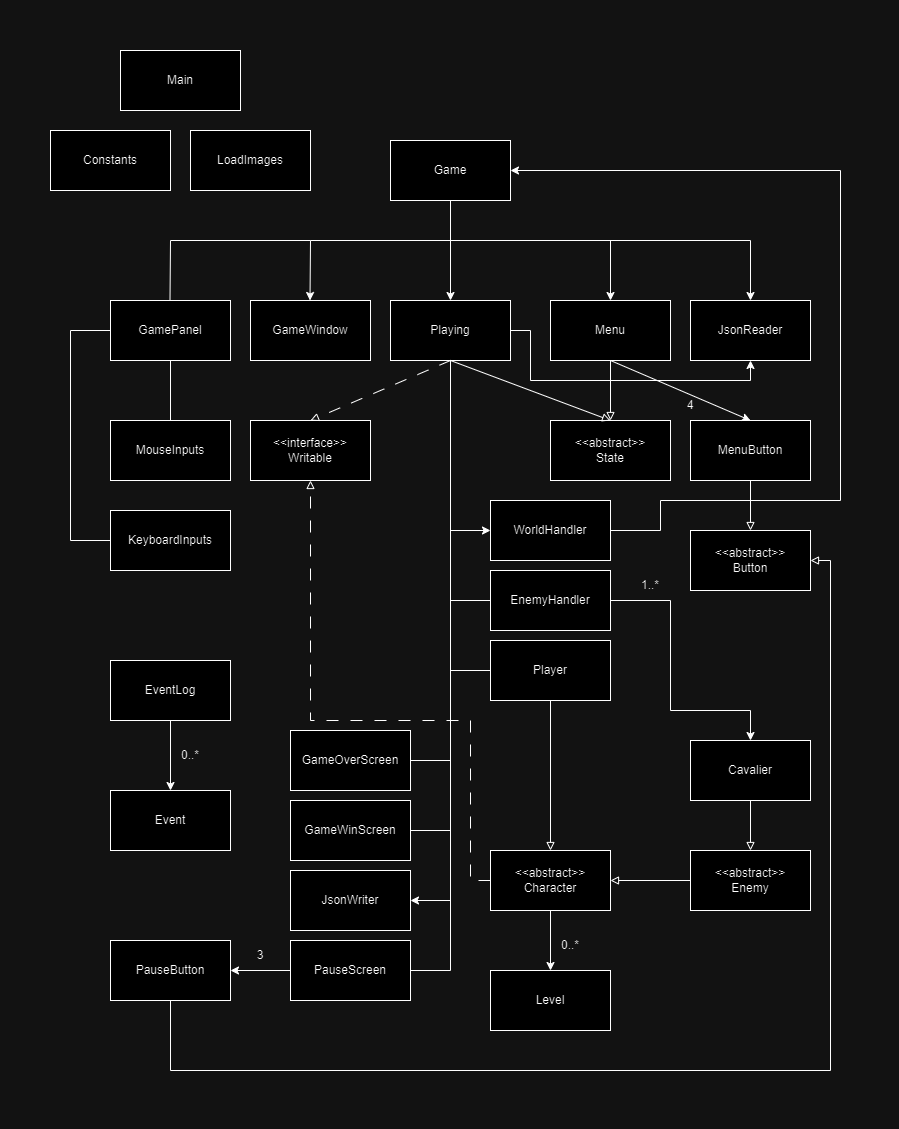 Main
Constants
LoadImages
Game
GamePanel
GameWindow
Playing
Menu
JsonReader
4
MouseInputs
<<interface>>
Writable
<<abstract>>
State
MenuButton
KeyboardInputs
WorldHandler
<<abstract>>
Button
EnemyHandler
1..*
Player
EventLog
0..*
Event
GameOverScreen
Cavalier
GameWinScreen
JsonWriter
<<abstract>>
Character
<<abstract>>
Enemy
0..*
PauseButton
3
PauseScreen
Level